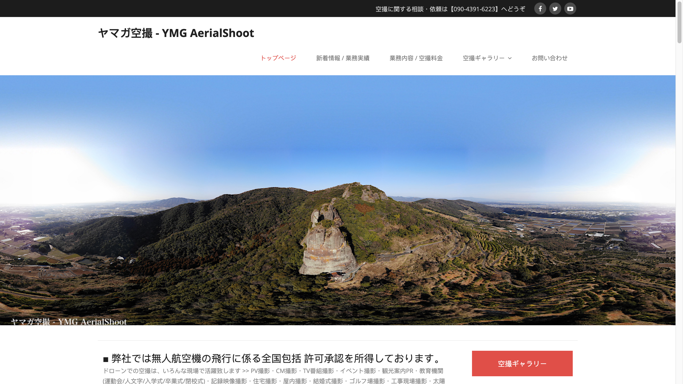 空撮に関する相談・依頼は【090-4391-6223】へどうぞ
ヤマガ空撮 - YMG AerialShoot
トップページ
新着情報 / 業務実績
業務内容 / 空撮料金
空撮ギャラリー
お問い合わせ
ヤマガ空撮 - YMG AerialShoot
■ 弊社では無人航空機の飛行に係る全国包括 許可承認を所得しております。
ドローンでの空撮は、いろんな現場で活躍致します >> PV撮影・CM撮影・TV番組撮影・イベント撮影・観光案内PR・教育機関
(運動会/人文字/入学式/卒業式/開校式)・記録映像撮影・住宅撮影・屋内撮影・結婚式撮影・ゴルフ場撮影・工事現場撮影・太陽
空撮ギャラリー